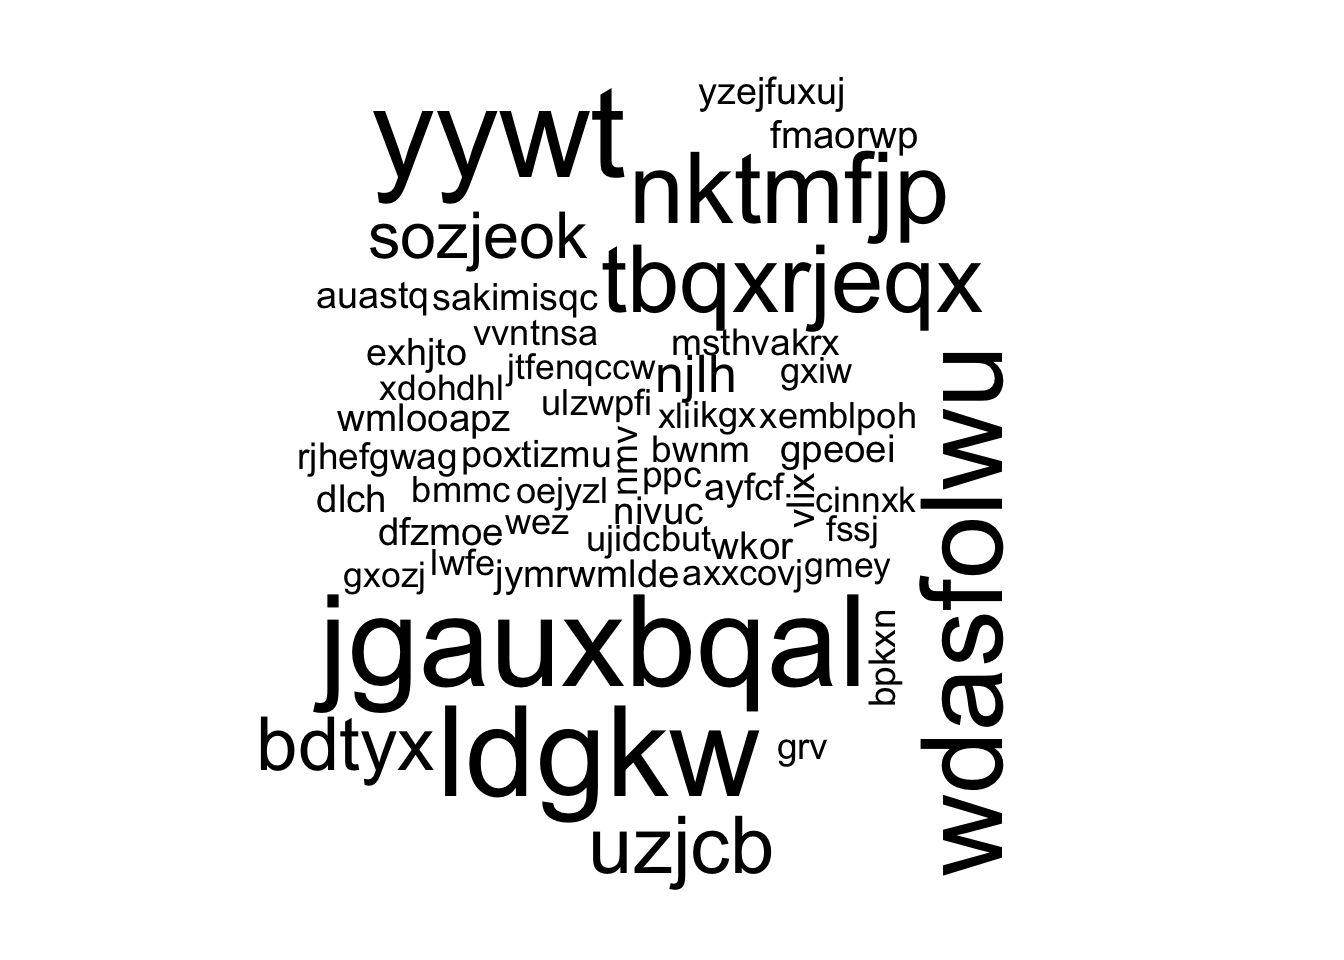 yzejfuxuj
fmaorwp
yywt
nktmfjp
sozjeok
tbqxrjeqx
auastq sakimisqc
vvntnsa
msthvakrx
exhjto
jtfenqccw njlh gxiw
xdohdhl
ulzwpfi
wmlooapz
xliikgx xemblpoh
rjhefgwag poxtizmu
nmv
bwnm gpeoei
ppc
ayfcf
vlix
dlch bmmc oejyzl
cinnxk
nivuc
dfzmoe wez
fssj
ujidcbut wkor
gxozj lwfe jymrwmlde axxcovj gmey
wdasfolwu
jgauxbqal
bpkxn
bdtyx ldgkw grv
uzjcb